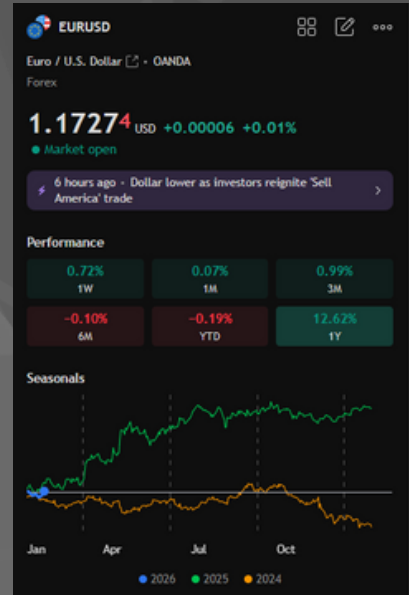 EURUSD
Euro / U.S. Dollar • OANDA
Forex
1.17274 USD +0.00006 +0.01%
Market open
6 hours ago • Dollar lower as investors reignite 'Sell
America' trade
Performance
0.72% 0.07% 0.99%
1W 1M 3M
−0.10% −0.19% 12.62%
6M YTD 1Y
Seasonals
Jan Apr Jul Oct
2026 2025 2024